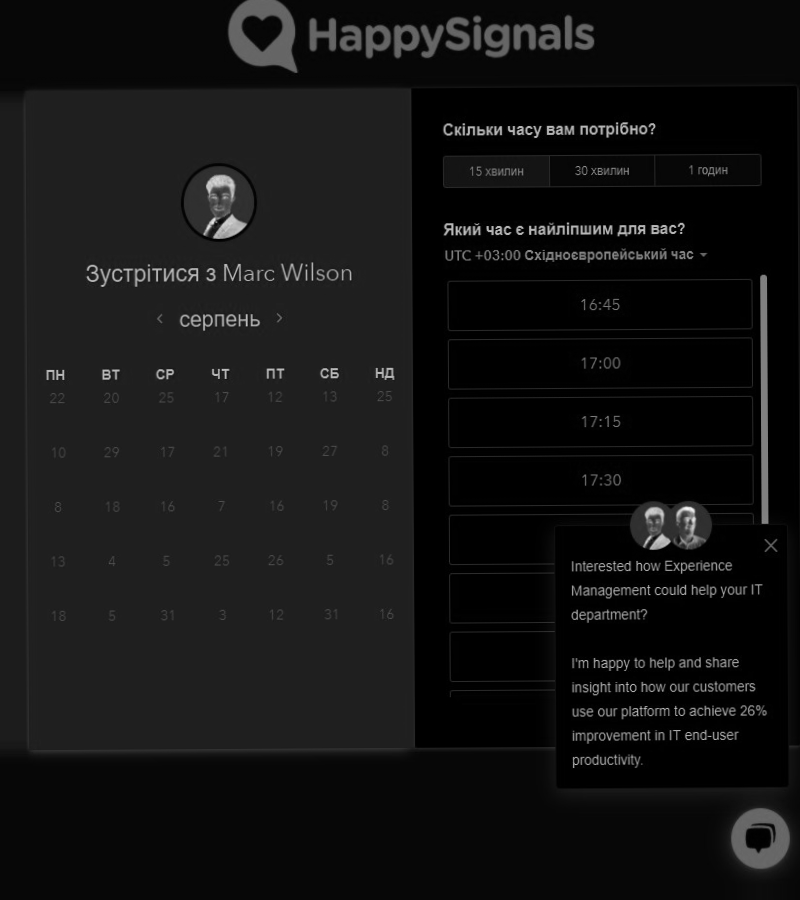 HappySignals
Зустрітися з Marc Wilson
серпень
ПН ВТ СР ЧТ ПТ СБ НД
22 20 25 17 12 13 25
10 29 17 21 19 27 8
8 18 16 7 16 19 8
13 4 5 25 26 5 16
18 5 31 3 12 31 16
Скільки часу вам потрібно?
15 хвилин 30 хвилин 1 годин
Який час є найліпшим для вас?
UTC +03:00 Східноєвропейський час
16:45
17:00
17:15
17:30
Interested how Experience
Management could help your IT
department?
I'm happy to help and share
insight into how our customers
use our platform to achieve 26%
improvement in IT end-user
productivity.